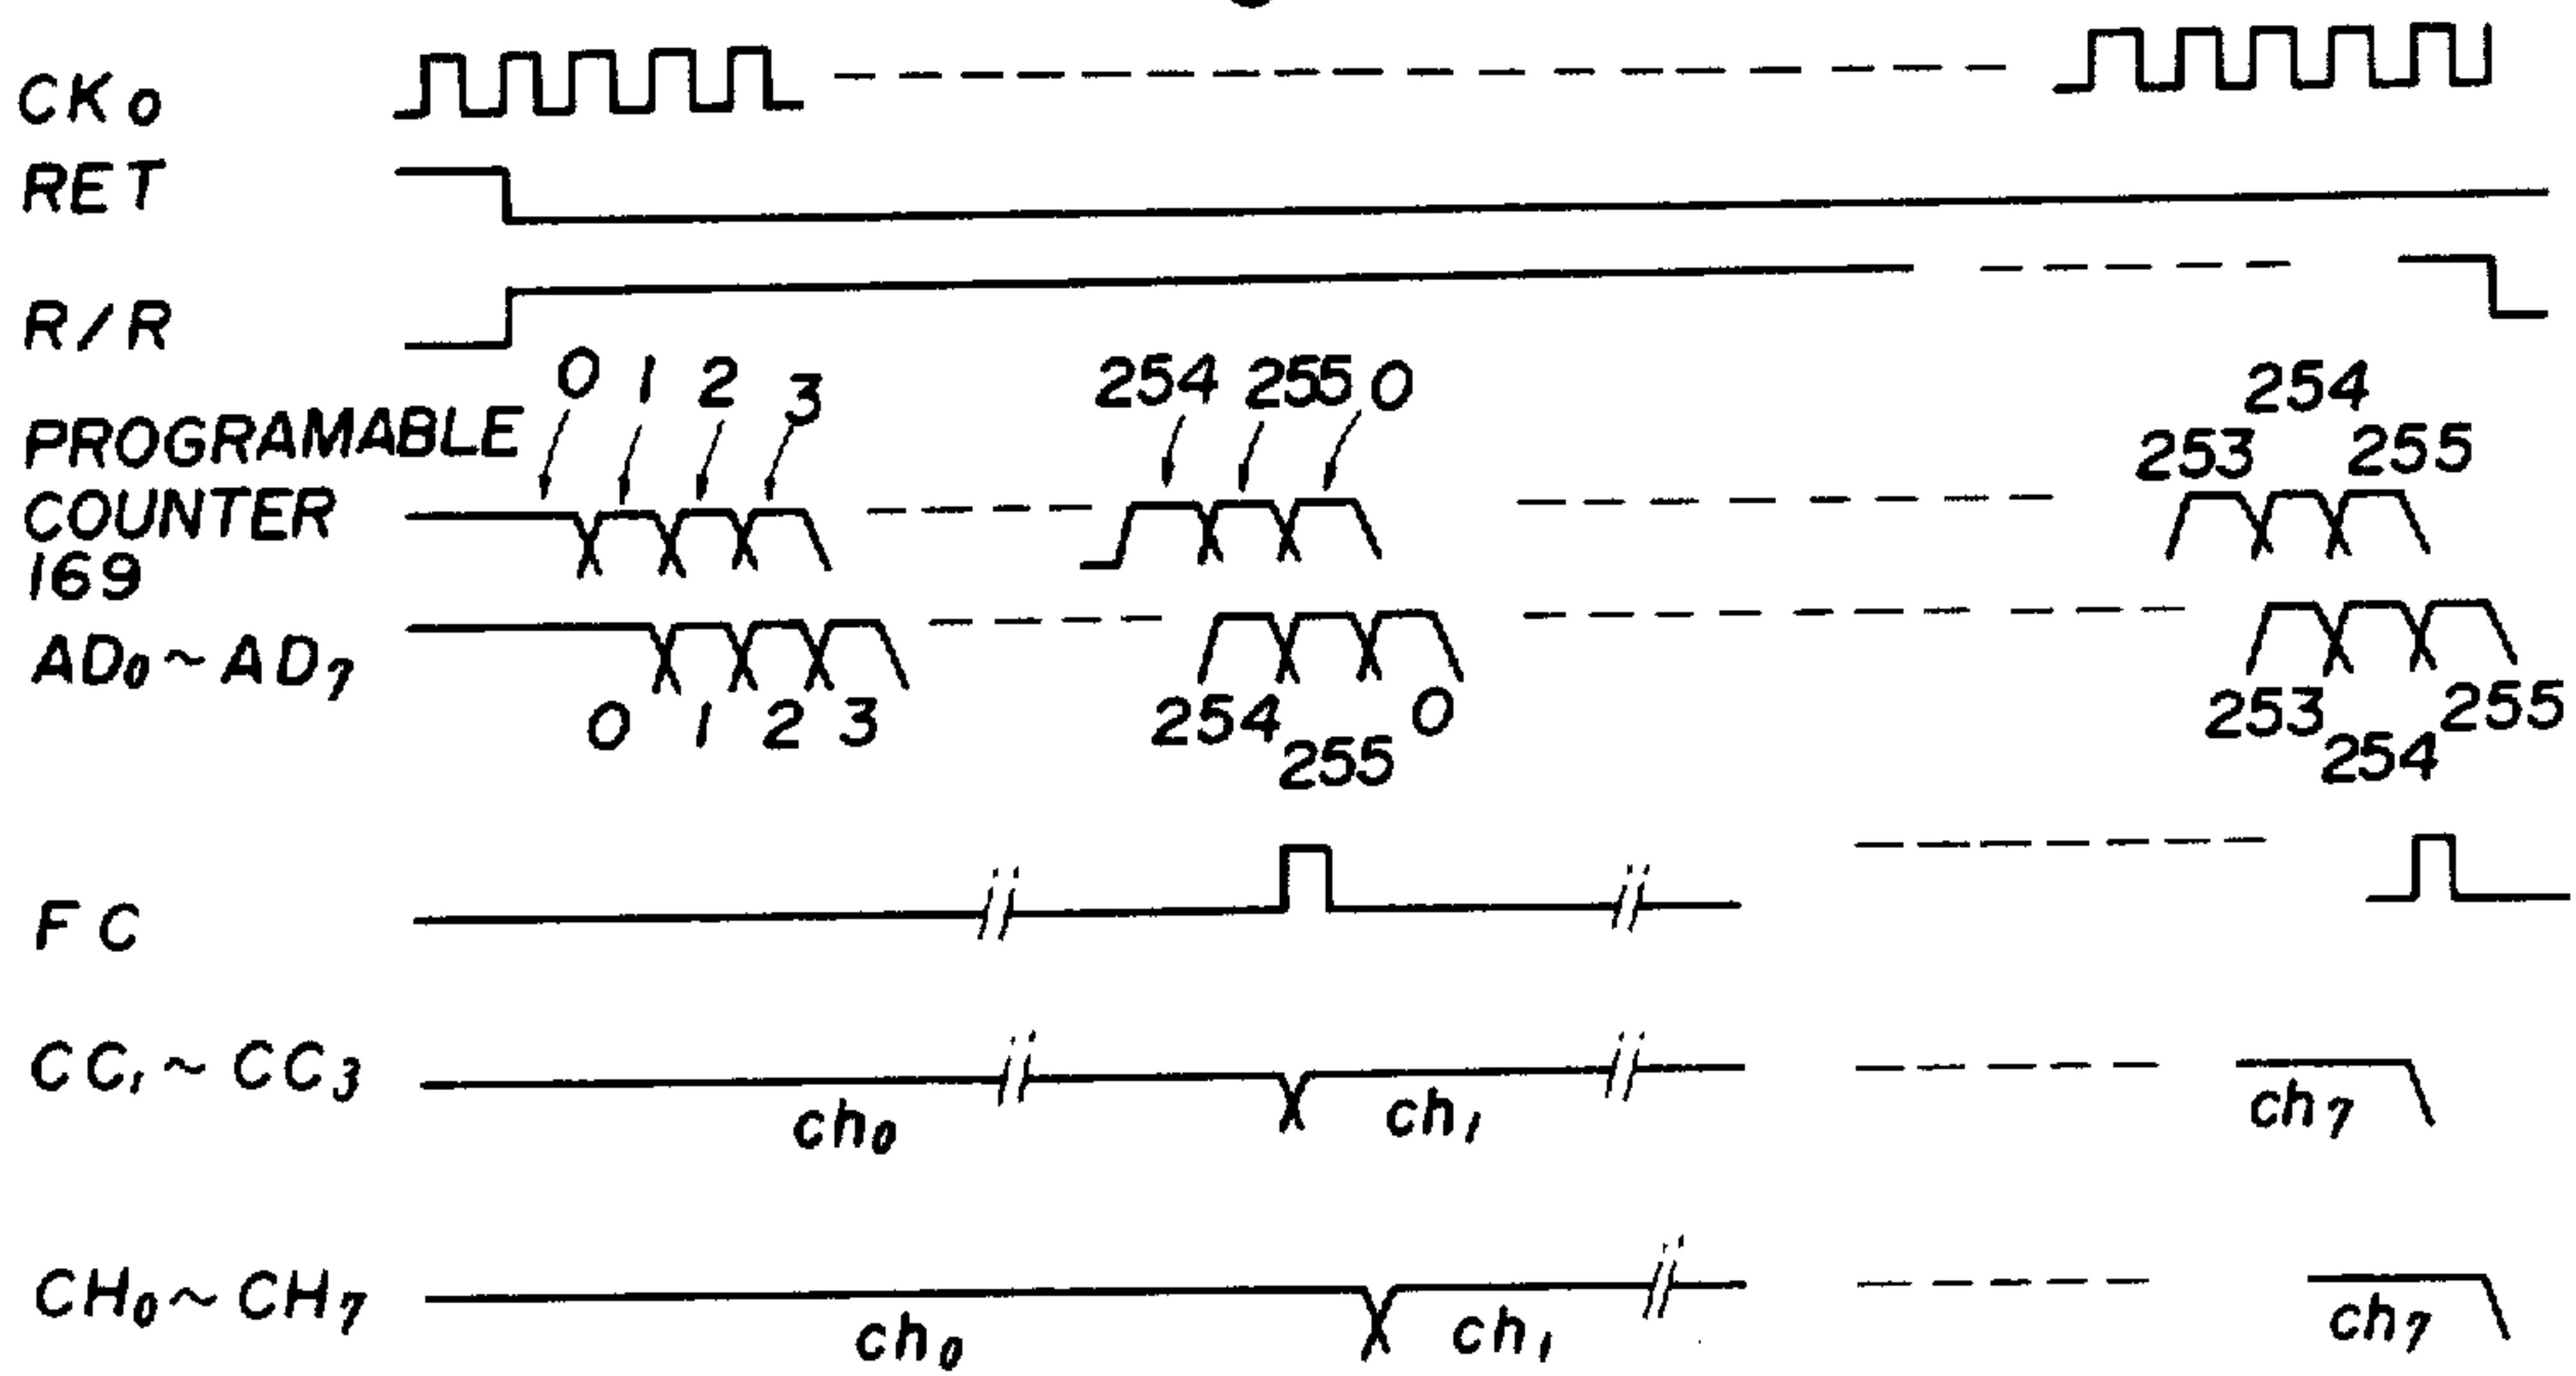 CK0
RET
R/R
0 1 2 3 254 255 0 253 254 255
PROGRAMABLE
COUNTER
169
AD0~AD7
0 1 2 3 254 255 0 253 254 255
FC
CC1~CC3
ch0 ch1 ch7
CH0~CH7
ch0 ch1 ch7